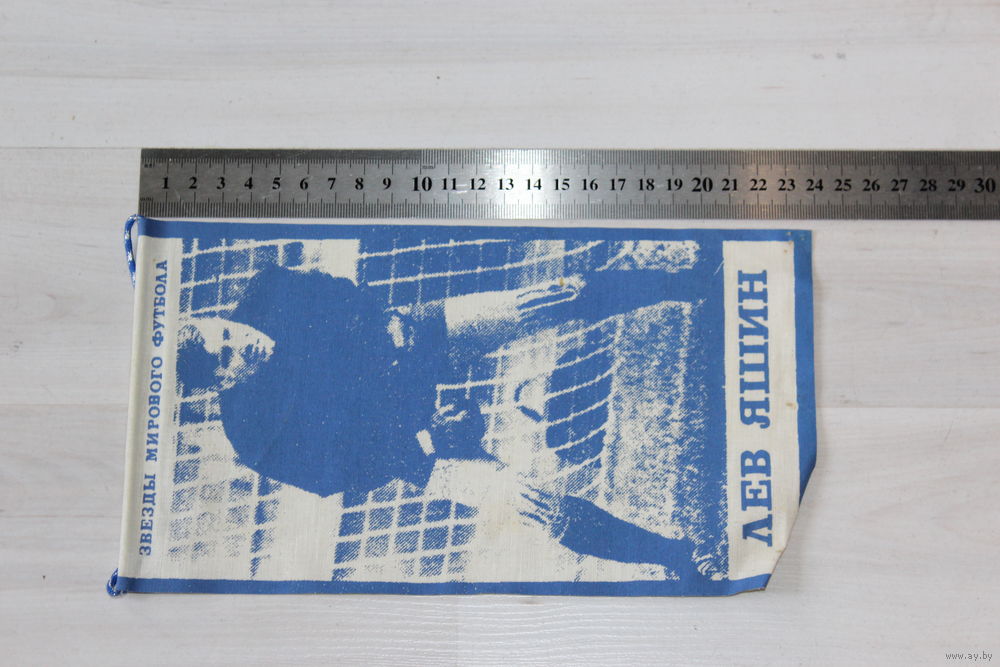 1 2 3 4 5 6 7 8 9 10 11 12 13 14 15 16 17 18 19 20 21 22 23 24 25 26 27 28 29 30
ЗВЕЗДЫ МИРОВОГО ФУТБОЛА
ЛЕВ ЯШИН
www.ay.by